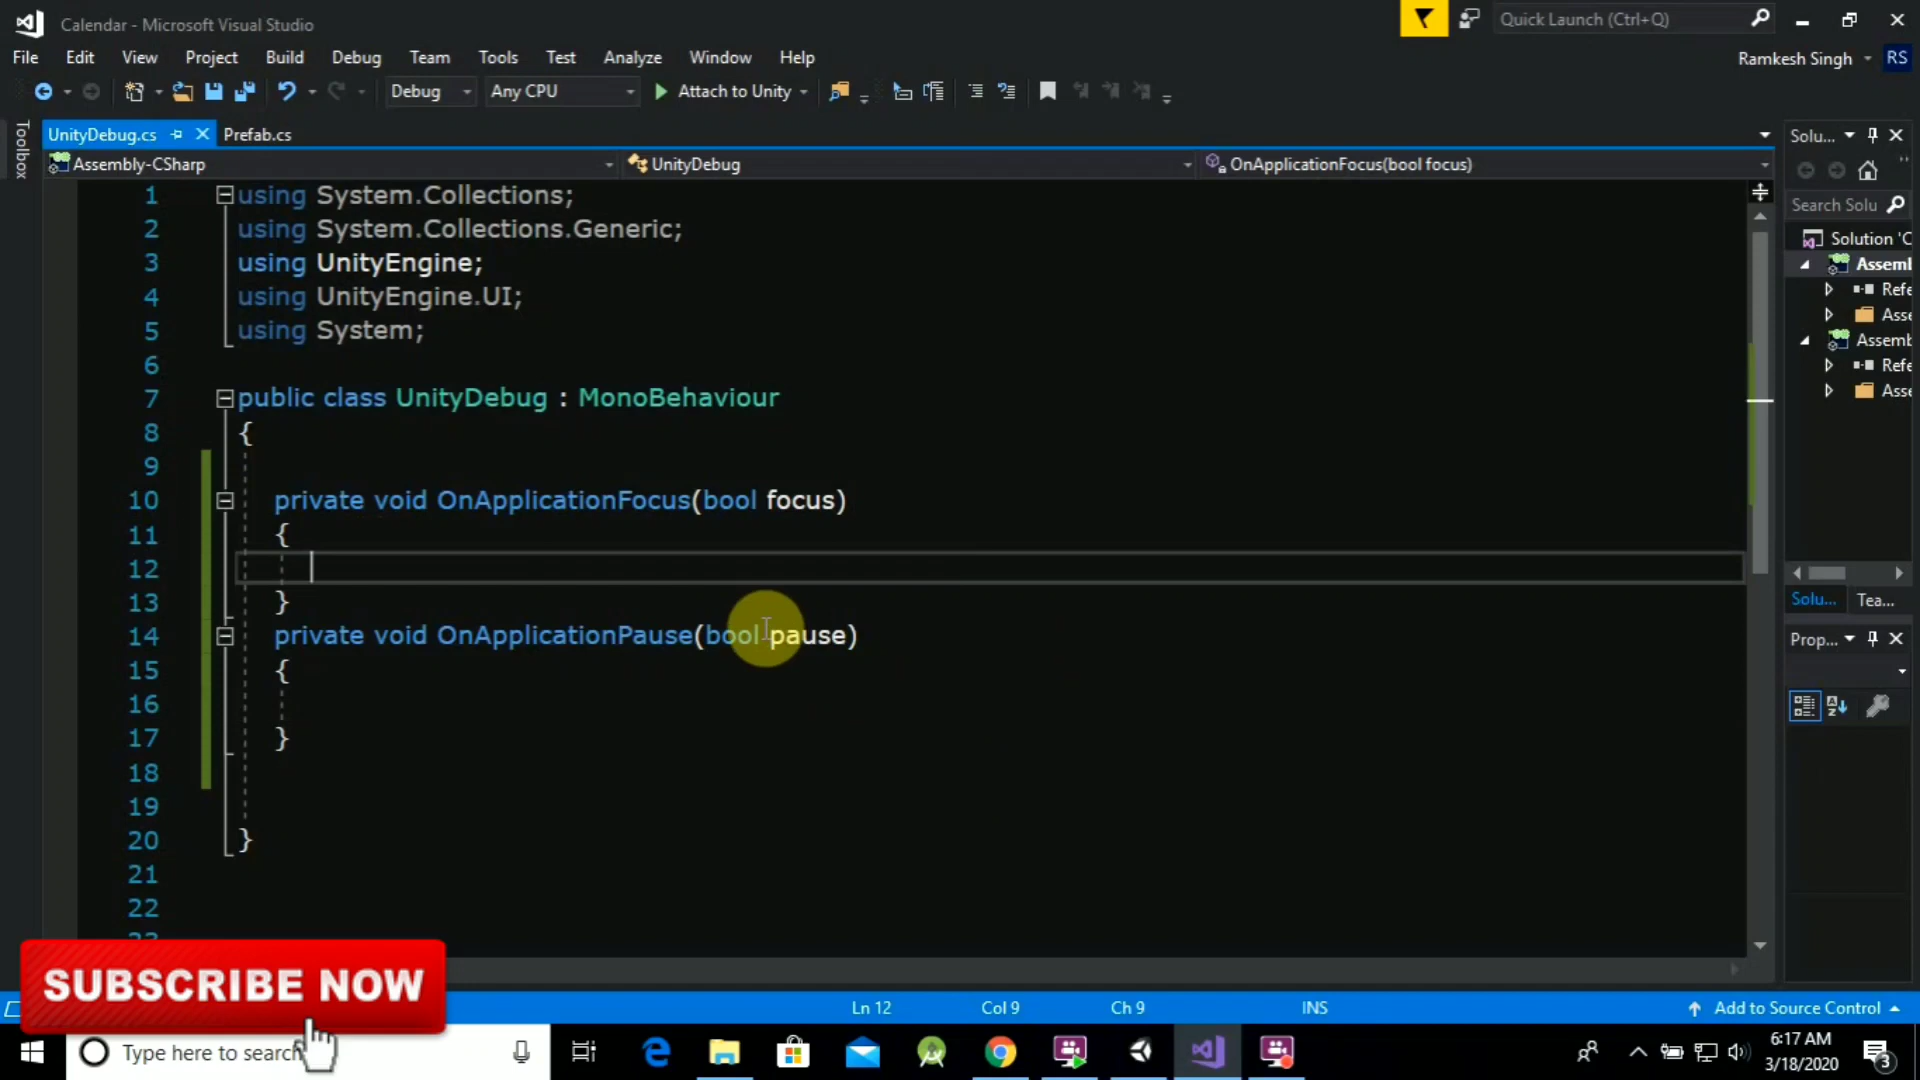 Calendar - Microsoft Visual Studio
Quick Launch (Ctrl+Q)
File Edit View Project Build Debug Team Tools Test Analyze Window Help
Ramkesh Singh RS
Debug Any CPU Attach to Unity
Toolbox
UnityDebug.cs Prefab.cs
Solu...
Assembly-CSharp UnityDebug OnApplicationFocus(bool focus)
Search Solu
1 using System.Collections;
2 using System.Collections.Generic;
3 using UnityEngine;
4 using UnityEngine.UI;
5 using System;
6
7 public class UnityDebug : MonoBehaviour
8 {
9
10 private void OnApplicationFocus(bool focus)
11 {
12
13 }
14 private void OnApplicationPause(bool pause)
15 {
16
17 }
18
19
20 }
21
22
Solution 'C
Assembl
Refe
Asse
Assemb
Refe
Asse
Solu... Tea...
Prop...
SUBSCRIBE NOW
Ln 12 Col 9 Ch 9 INS Add to Source Control
Type here to search
6:17 AM
3/18/2020
3